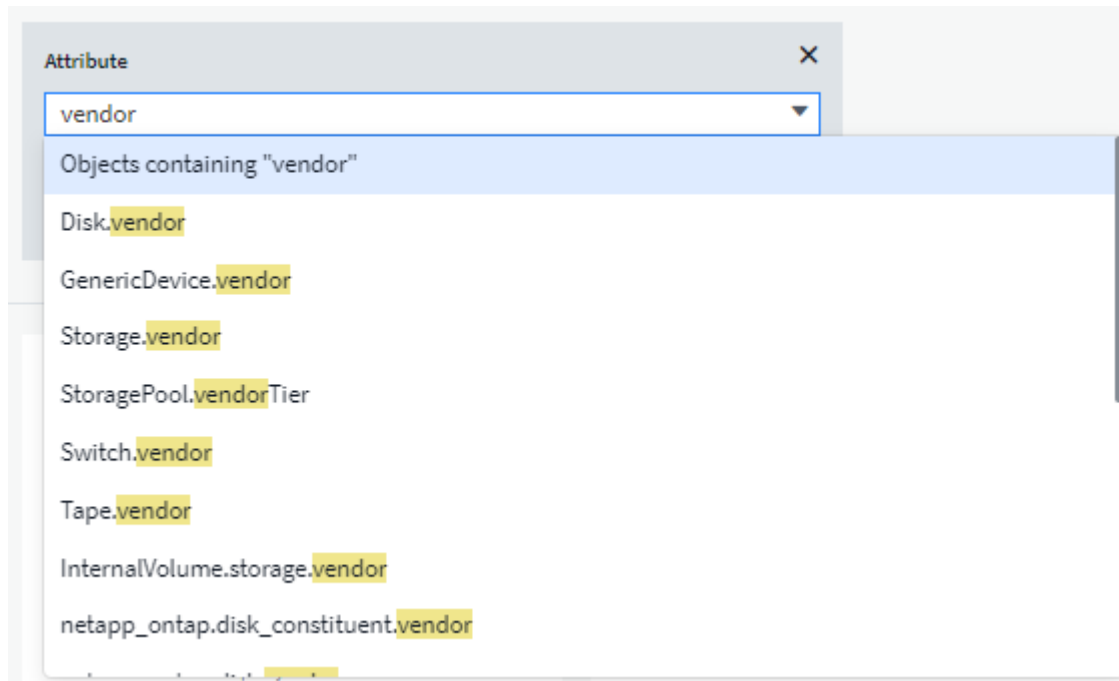 Attribute
vendor
Objects containing "vendor"
Disk.vendor
GenericDevice.vendor
Storage.vendor
StoragePool.vendorTier
Switch.vendor
Tape.vendor
InternalVolume.storage.vendor
netapp_ontap.disk_constituent.vendor